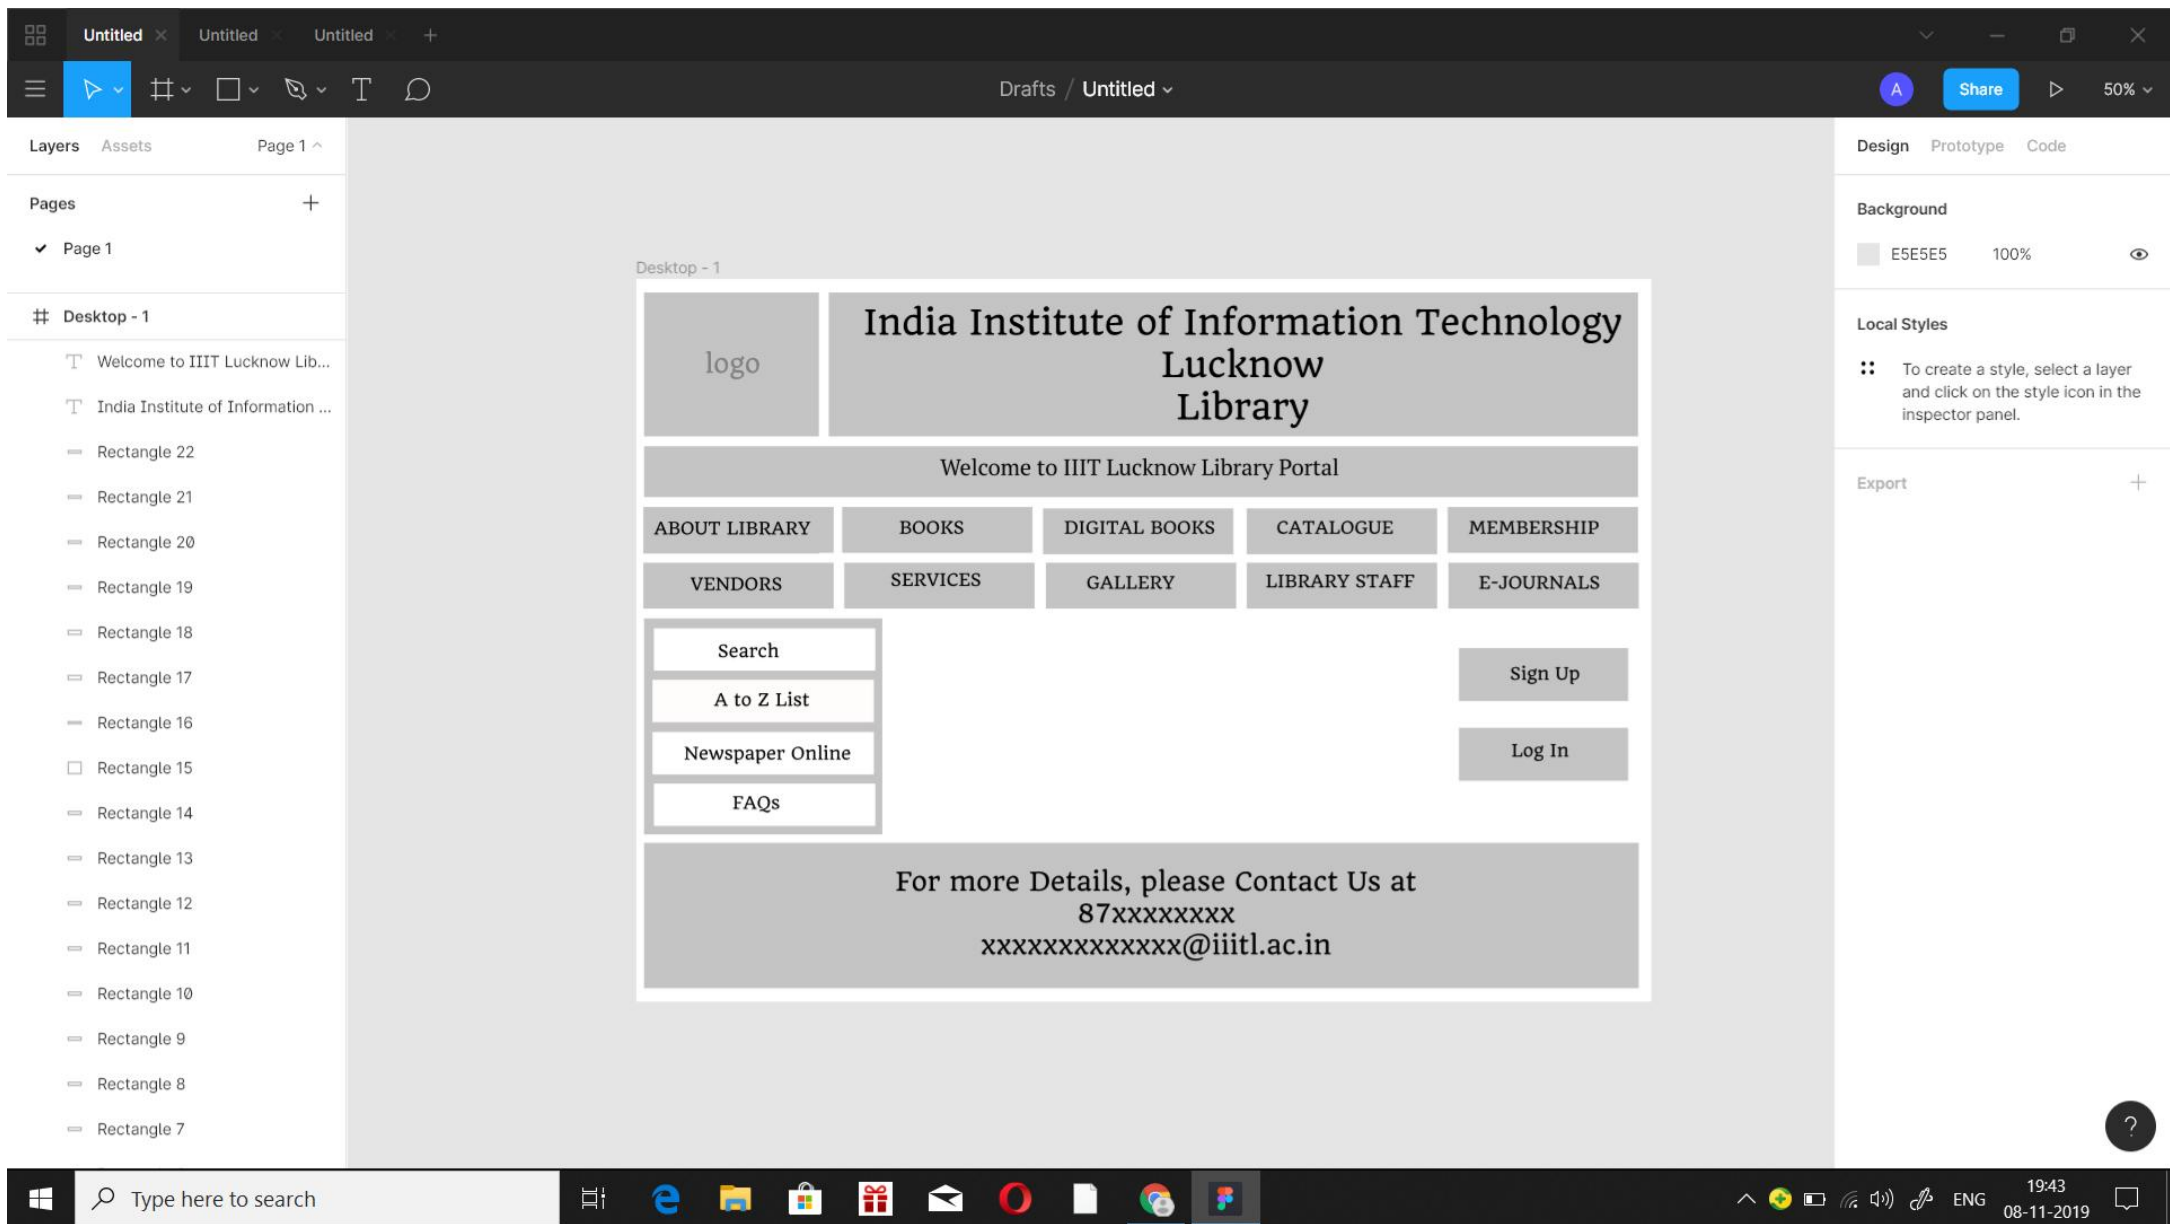 Untitled
Untitled
Untitled
Drafts / Untitled
A
Share
50%
Layers
Assets
Page 1
Pages
Page 1
Desktop - 1
Welcome to IIIT Lucknow Lib...
India Institute of Information ...
Rectangle 22
Rectangle 21
Rectangle 20
Rectangle 19
Rectangle 18
Rectangle 17
Rectangle 16
Rectangle 15
Rectangle 14
Rectangle 13
Rectangle 12
Rectangle 11
Rectangle 10
Rectangle 9
Rectangle 8
Rectangle 7
Desktop - 1
logo
India Institute of Information Technology
Lucknow
Library
Welcome to IIIT Lucknow Library Portal
ABOUT LIBRARY
BOOKS
DIGITAL BOOKS
CATALOGUE
MEMBERSHIP
VENDORS
SERVICES
GALLERY
LIBRARY STAFF
E-JOURNALS
Search
A to Z List
Newspaper Online
FAQs
Sign Up
Log In
For more Details, please Contact Us at
87xxxxxxxx
xxxxxxxxxxxxx@iiitl.ac.in
Design
Prototype
Code
Background
E5E5E5
100%
Local Styles
To create a style, select a layer
and click on the style icon in the
inspector panel.
Export
?
Type here to search
ENG
19:43
08-11-2019